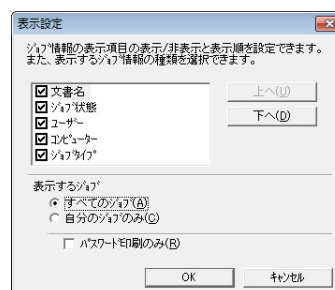 表示設定
ｼﾞｮﾌﾞ情報の表示項目の表示/非表示と表示順を設定できます。
また、表示するｼﾞｮﾌﾞ情報の種類を選択できます。
文書名
ｼﾞｮﾌﾞ状態
ユーザー
ｺﾝﾋﾟｭｰﾀｰ
ｼﾞｮﾌﾞﾀｲﾌﾟ
上へ(U)
下へ(D)
表示するｼﾞｮﾌﾞ
すべてのｼﾞｮﾌﾞ(A)
自分のｼﾞｮﾌﾞのみ(C)
ﾊﾟｽﾜｰﾄﾞ印刷のみ(R)
OK
ｷｬﾝｾﾙ